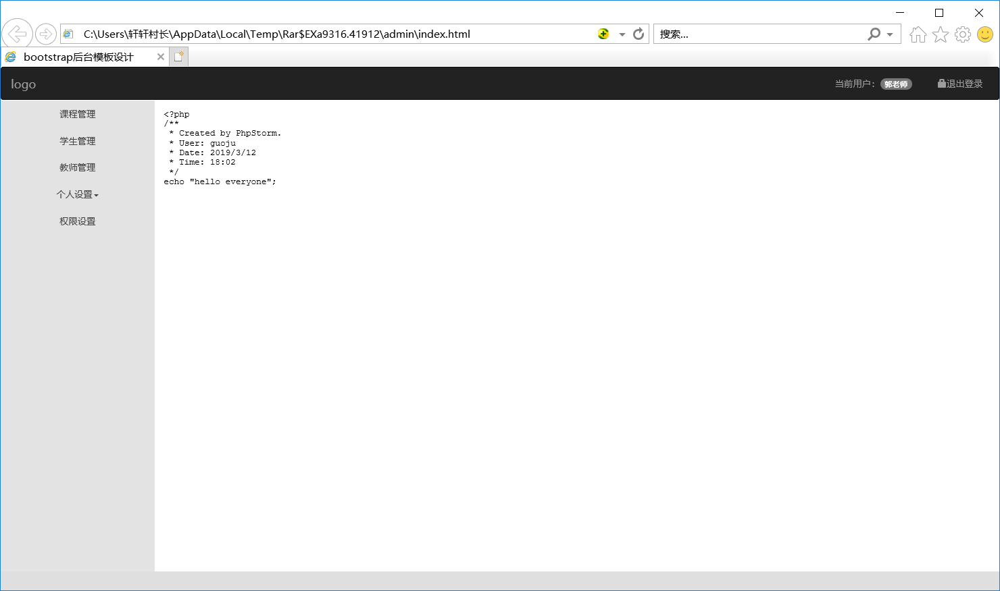 C:\Users\轩轩村长\AppData\Local\Temp\Rar$EXa9316.41912\admin\index.html
搜索...
bootstrap后台模板设计
logo
当前用户： 郭老师
退出登录
课程管理
学生管理
教师管理
个人设置
权限设置
<?php
/**
 * Created by PhpStorm.
 * User: guoju
 * Date: 2019/3/12
 * Time: 18:02
 */
echo "hello everyone";